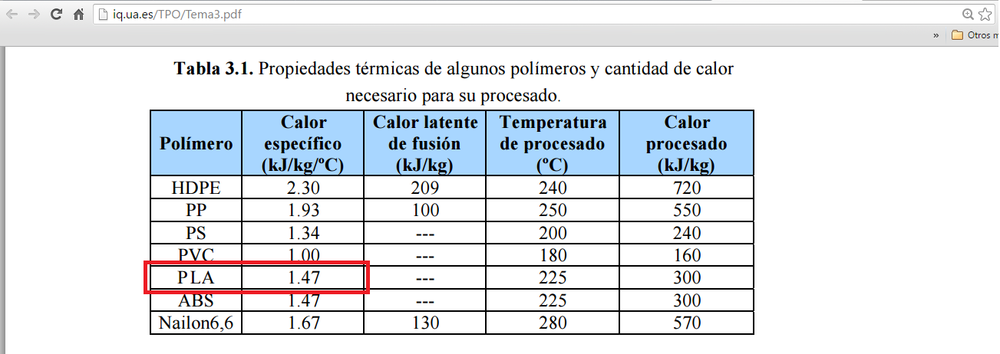 iq.ua.es/TPO/Tema3.pdf
» Otros m
Tabla 3.1. Propiedades térmicas de algunos polímeros y cantidad de calor
necesario para su procesado.
Polímero Calor específico (kJ/kg/ºC) Calor latente de fusión (kJ/kg) Temperatura de procesado (ºC) Calor procesado (kJ/kg)
HDPE 2.30 209 240 720
PP 1.93 100 250 550
PS 1.34 --- 200 240
PVC 1.00 --- 180 160
PLA 1.47 --- 225 300
ABS 1.47 --- 225 300
Nailon6,6 1.67 130 280 570